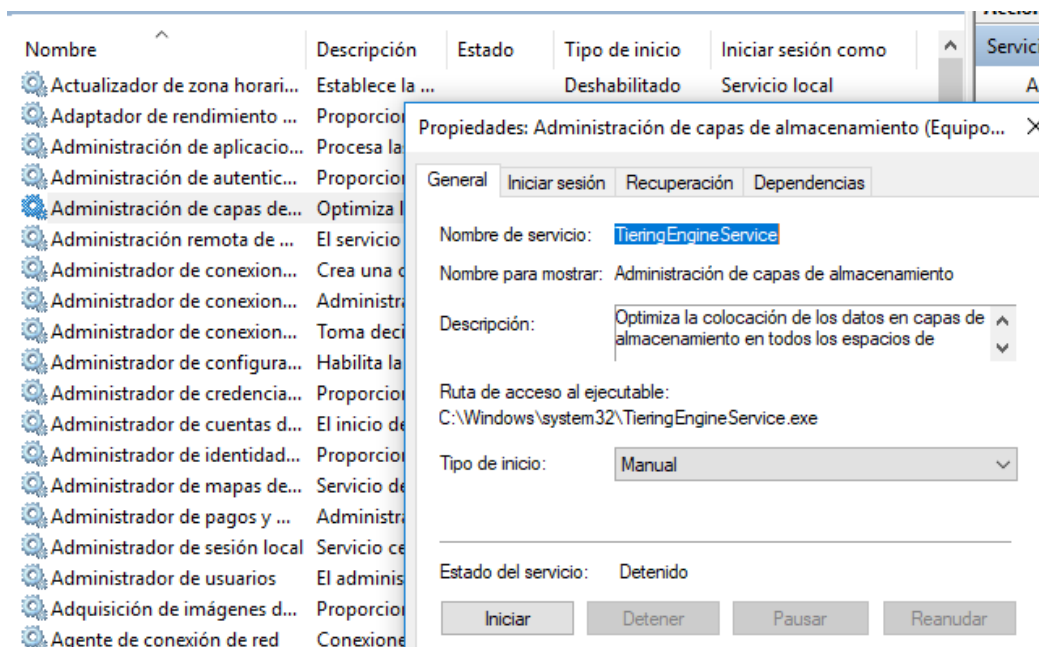 Acción
Nombre Descripción Estado Tipo de inicio Iniciar sesión como
Servici
Actualizador de zona horari... Establece la ... Deshabilitado Servicio local
A
Adaptador de rendimiento ... Proporcion
Administración de aplicacio... Procesa la
Administración de autentic... Proporcion
Administración de capas de... Optimiza l
Administración remota de ... El servicio
Administrador de conexion... Crea una c
Administrador de conexion... Administra
Administrador de conexion... Toma deci
Administrador de configura... Habilita la
Administrador de credencia... Proporcion
Administrador de cuentas d... El inicio de
Administrador de identidad... Proporcion
Administrador de mapas de... Servicio de
Administrador de pagos y ... Administra
Administrador de sesión local Servicio ce
Administrador de usuarios El adminis
Adquisición de imágenes d... Proporcion
Agente de conexión de red Conexione
Propiedades: Administración de capas de almacenamiento (Equipo...
General Iniciar sesión Recuperación Dependencias
Nombre de servicio: TieringEngineService
Nombre para mostrar: Administración de capas de almacenamiento
Descripción: Optimiza la colocación de los datos en capas de
almacenamiento en todos los espacios de
Ruta de acceso al ejecutable:
C:\Windows\system32\TieringEngineService.exe
Tipo de inicio: Manual
Estado del servicio: Detenido
Iniciar Detener Pausar Reanudar